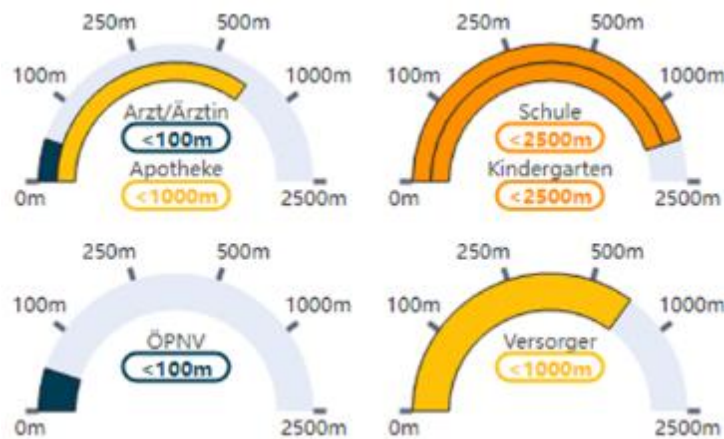 250m 500m
100m 1000m
Arzt/Ärztin
<100m
Apotheke
<1000m
0m 2500m
250m 500m
100m 1000m
Schule
<2500m
Kindergarten
<2500m
0m 2500m
250m 500m
100m 1000m
ÖPNV
<100m
0m 2500m
250m 500m
100m 1000m
Versorger
<1000m
0m 2500m